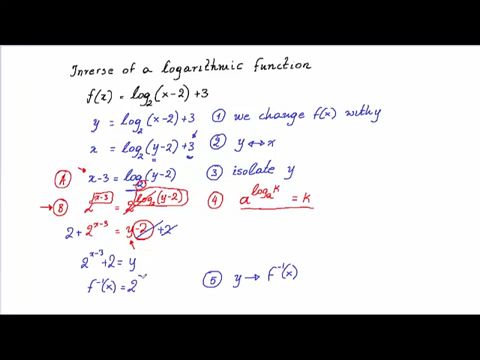 Inverse of a logarithmic function
f(x) = log₂(x-2) +3
y = log₂(x-2) +3 ① we change f(x) with y
x = log₂(y-2) +3 ② y ↔ x
Ⓐ x-3 = log₂(y-2) ③ isolate y
→ Ⓑ 2^(x-3) = 2^(log₂(y-2)) ④ a^(logₐk) = k
2 + 2^(x-3) = y -2 +2
2^(x-3) +2 = y
f⁻¹(x) = 2 ⑤ y → f⁻¹(x)